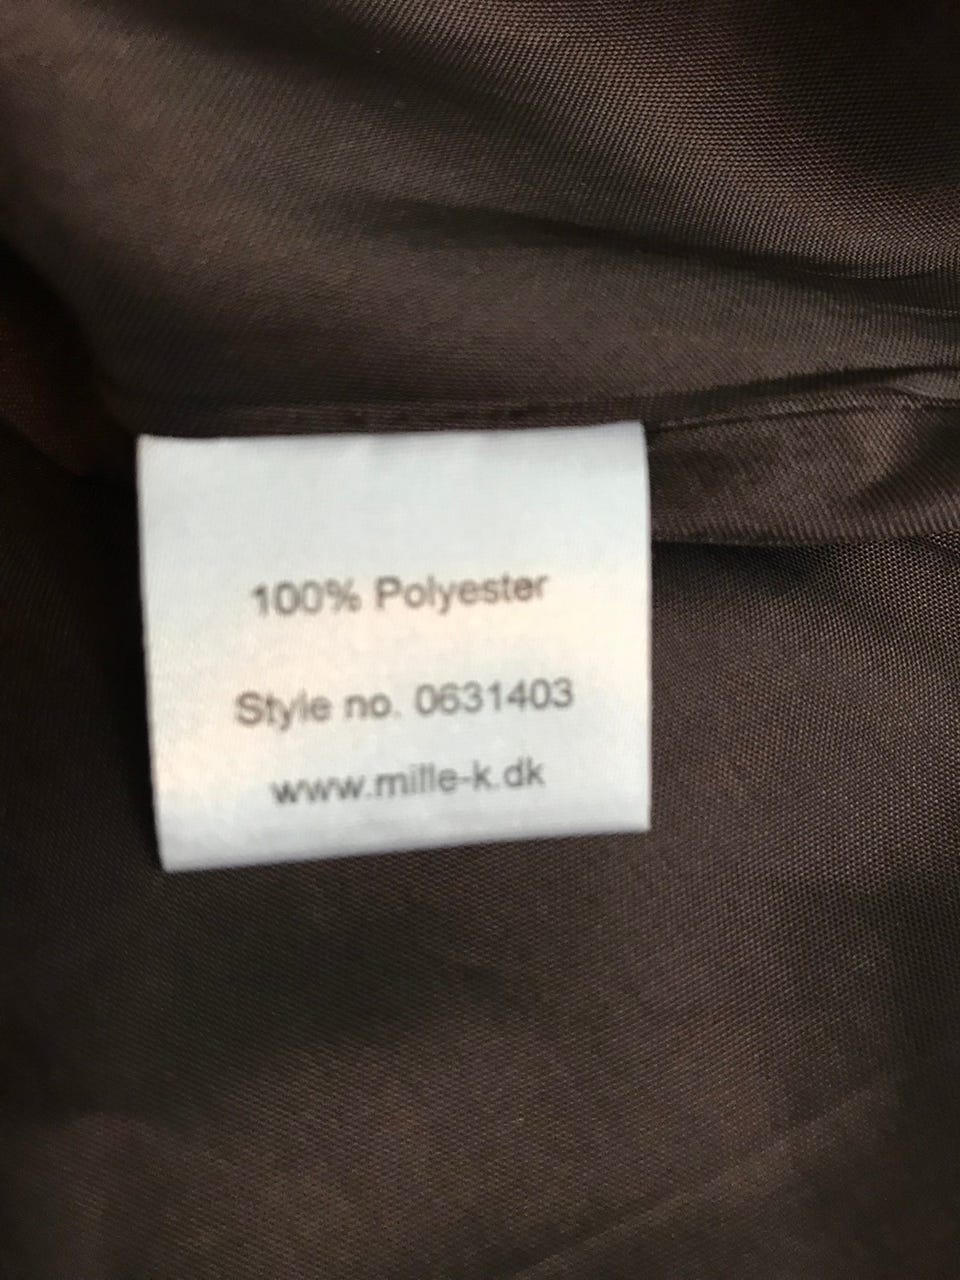 100% Polyester
Style no. 0631403
www.mille-k.dk